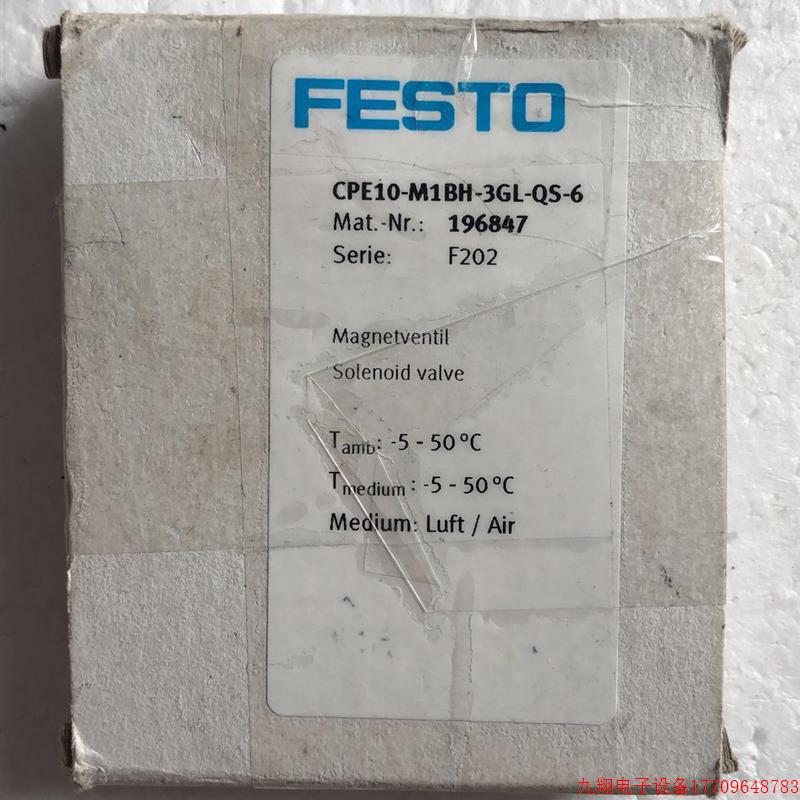 FESTO
CPE10-M1BH-3GL-QS-6
Mat.-Nr.: 196847
Serie: F202
Magnetventil
Solenoid valve
Tamb: -5 - 50 °C
Tmedium : -5 - 50 °C
Medium: Luft / Air
九翔电子设备17709648783